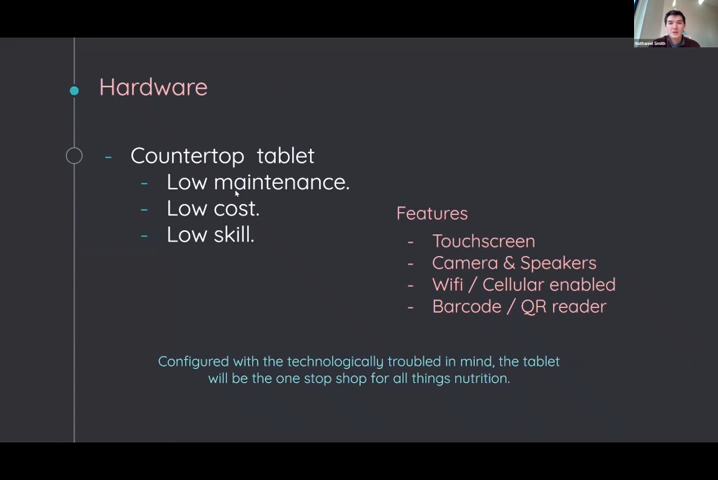 Nathaniel Smith
Hardware
- Countertop tablet
- Low maintenance.
- Low cost.
- Low skill.
Features
- Touchscreen
- Camera & Speakers
- Wifi / Cellular enabled
- Barcode / QR reader
Configured with the technologically troubled in mind, the tablet
will be the one stop shop for all things nutrition.